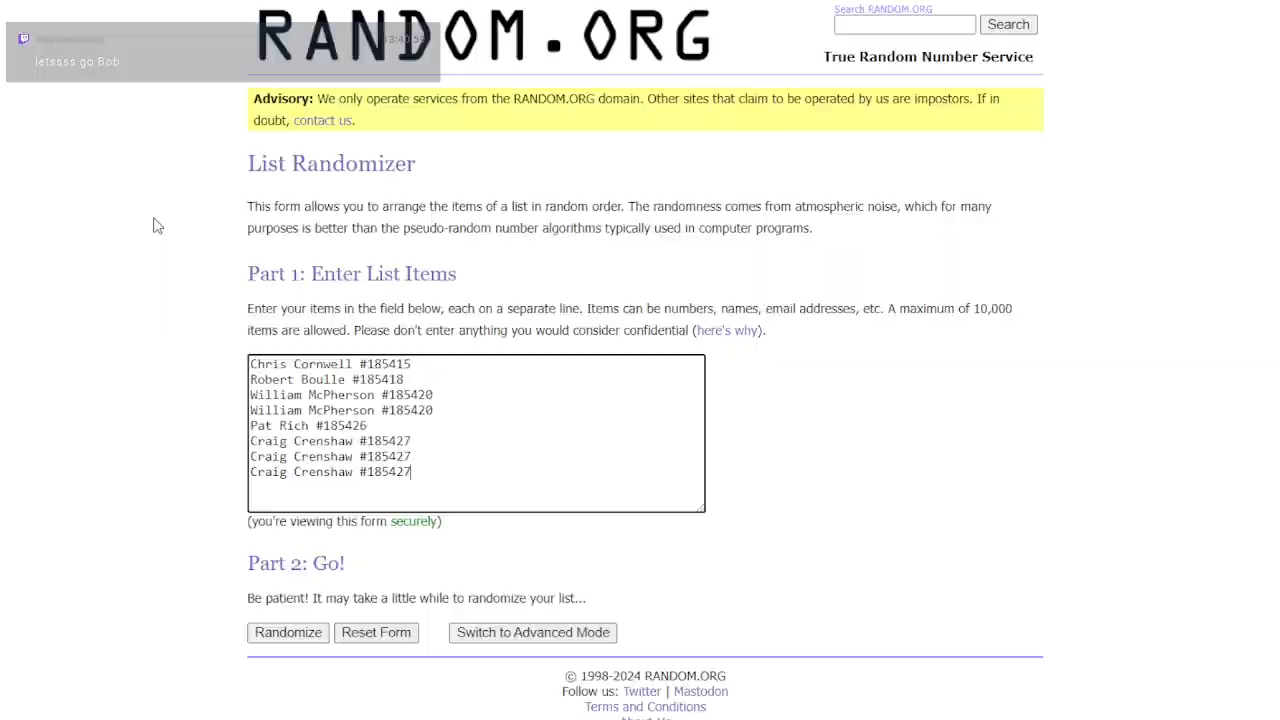 RANDOM.ORG
Search RANDOM.ORG
Search
True Random Number Service
letssss go Bob
Advisory: We only operate services from the RANDOM.ORG domain. Other sites that claim to be operated by us are impostors. If in
doubt, contact us.
List Randomizer
This form allows you to arrange the items of a list in random order. The randomness comes from atmospheric noise, which for many
purposes is better than the pseudo-random number algorithms typically used in computer programs.
Part 1: Enter List Items
Enter your items in the field below, each on a separate line. Items can be numbers, names, email addresses, etc. A maximum of 10,000
items are allowed. Please don't enter anything you would consider confidential (here's why).
Chris Cornwell #185415
Robert Boulle #185418
William McPherson #185420
William McPherson #185420
Pat Rich #185426
Craig Crenshaw #185427
Craig Crenshaw #185427
Craig Crenshaw #185427
(you're viewing this form securely)
Part 2: Go!
Be patient! It may take a little while to randomize your list...
Randomize Reset Form Switch to Advanced Mode
© 1998-2024 RANDOM.ORG
Follow us: Twitter | Mastodon
Terms and Conditions
About Us